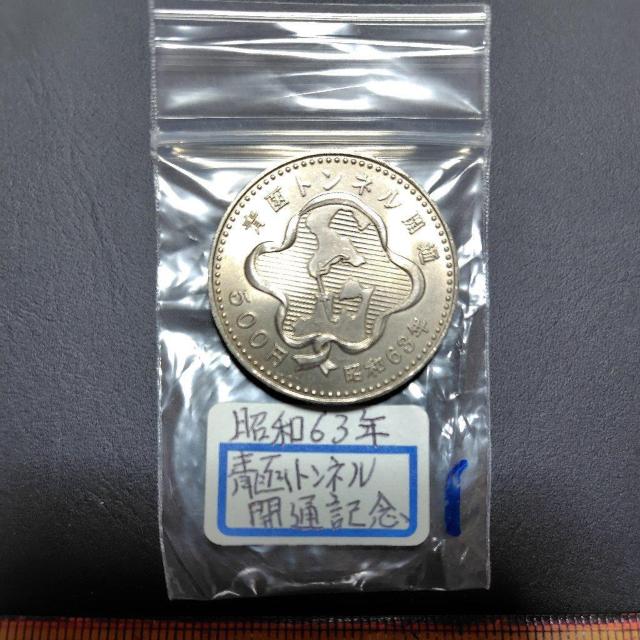 青函トンネル開通
500円
昭和63年
昭和63年
青函トンネル
開通記念